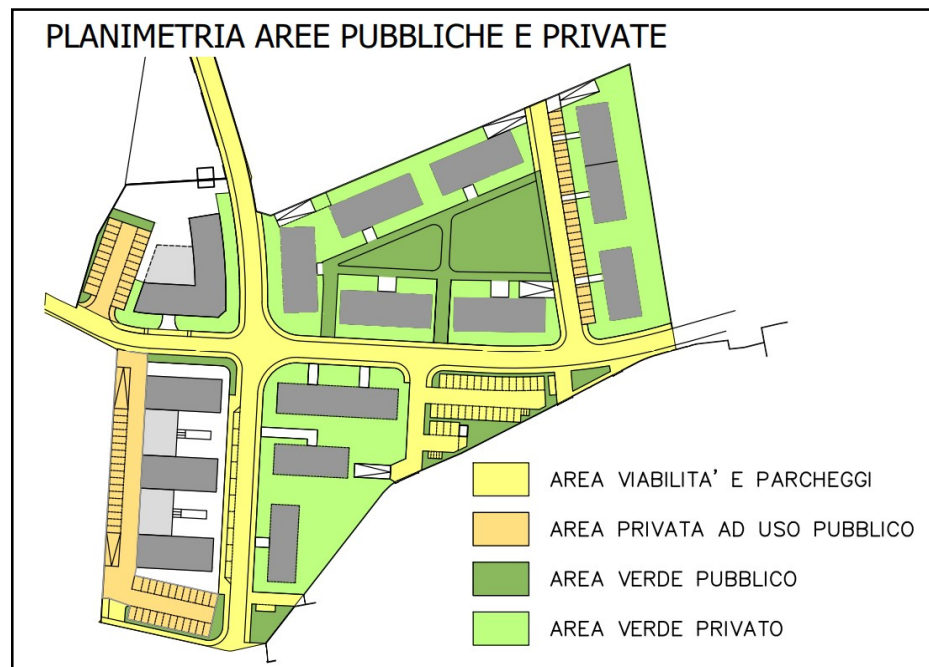 PLANIMETRIA AREE PUBBLICHE E PRIVATE
AREA VIABILITA' E PARCHEGGI
AREA PRIVATA AD USO PUBBLICO
AREA VERDE PUBBLICO
AREA VERDE PRIVATO